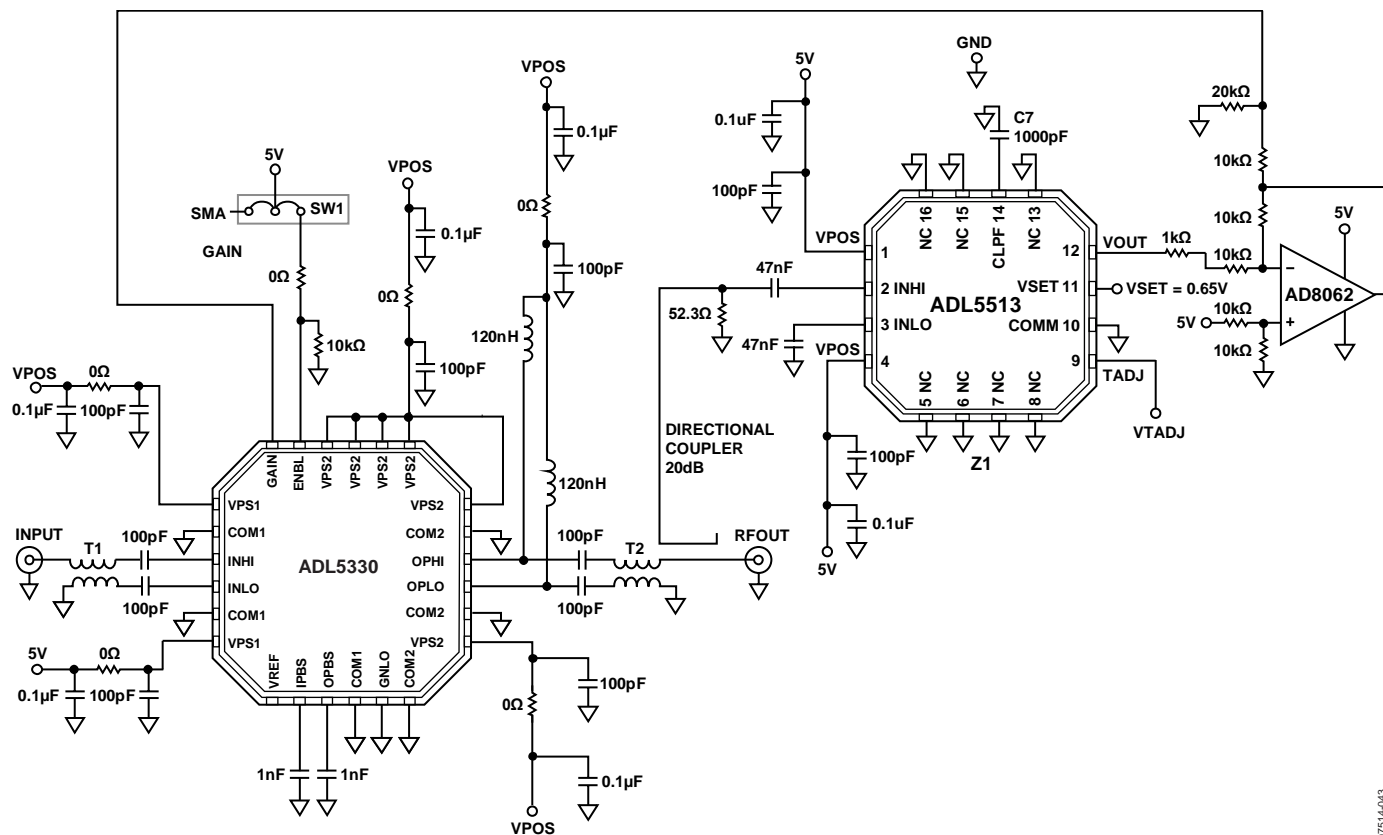 VPOS
0.1µF
0Ω
100pF
120nH
120nH
5V
SMA
SW1
GAIN
0Ω
10kΩ
VPOS
0.1µF
0Ω
100pF
VPOS
0Ω
0.1µF
100pF
GAIN
ENBL
VPS2
VPS2
VPS2
VPS2
VPS1
COM1
INHI
INLO
COM1
VPS1
ADL5330
VPS2
COM2
OPHI
OPLO
COM2
VPS2
VREF
IPBS
OPBS
COM1
GNLO
COM2
INPUT
T1
100pF
100pF
5V
0Ω
0.1µF
100pF
1nF
1nF
100pF
0Ω
0.1µF
VPOS
100pF
100pF
T2
RFOUT
DIRECTIONAL
COUPLER
20dB
52.3Ω
47nF
47nF
5V
0.1uF
100pF
GND
C7
1000pF
VPOS
1
2 INHI
3 INLO
VPOS
4
NC 16
NC 15
CLPF 14
NC 13
ADL5513
12
VSET 11
COMM 10
9
5 NC
6 NC
7 NC
8 NC
Z1
VOUT
1kΩ
VSET = 0.65V
TADJ
VTADJ
100pF
0.1uF
5V
20kΩ
10kΩ
10kΩ
10kΩ
10kΩ
5V
10kΩ
5V
−
+
AD8062